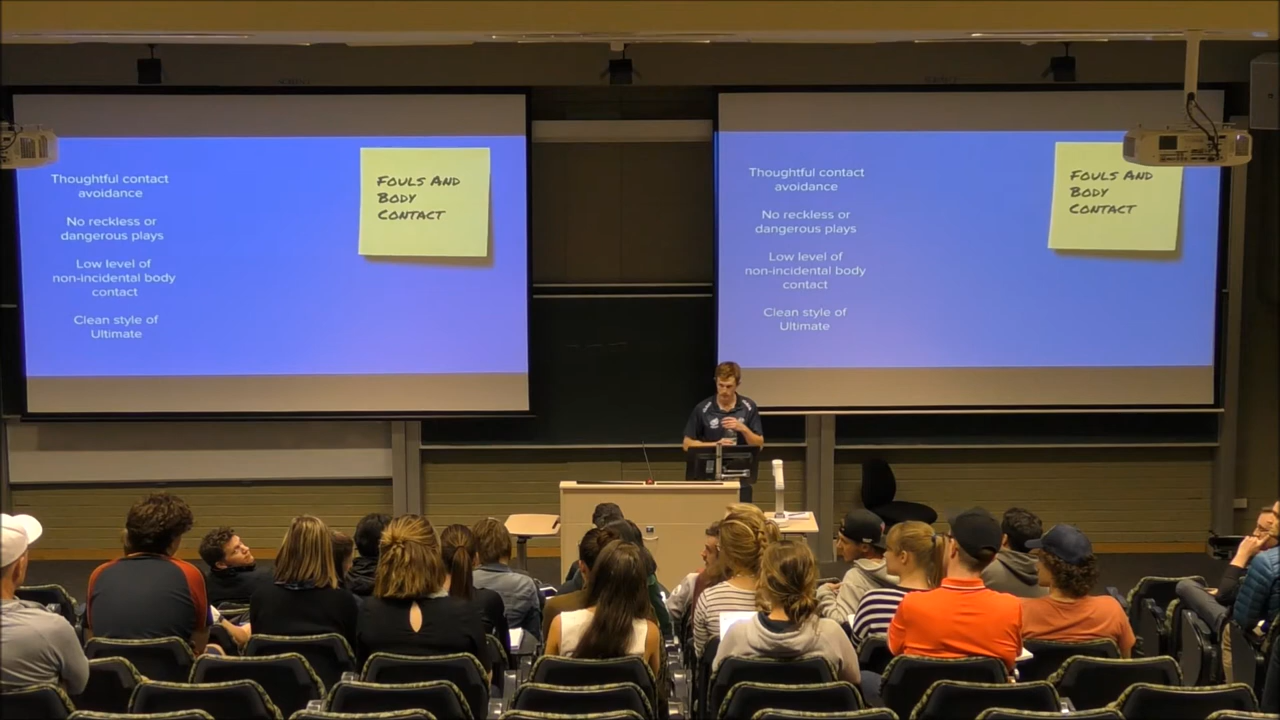 Thoughtful contact
avoidance
No reckless or
dangerous plays
Low level of
non-incidental body
contact
Clean style of
Ultimate
FOULS AND
BODY
CONTACT
Thoughtful contact
avoidance
No reckless or
dangerous plays
Low level of
non-incidental body
contact
Clean style of
Ultimate
FOULS AND
BODY
CONTACT